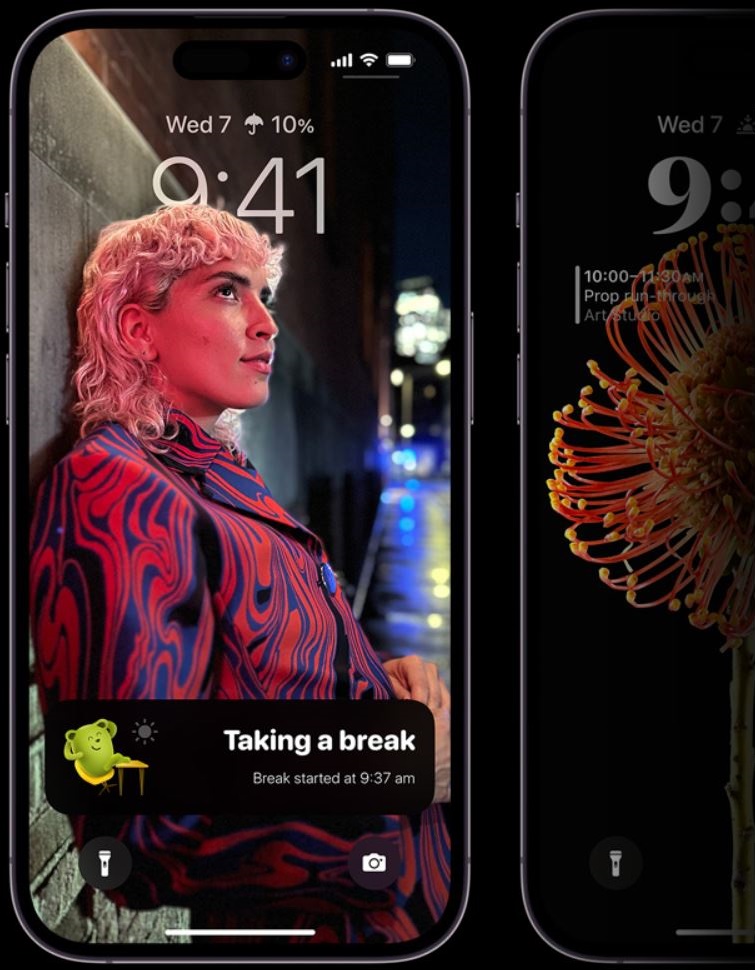 Wed 7 10%
9:41
Taking a break
Break started at 9:37 am
Wed 7
9:
10:00–11:30AM
Prop run-through
Art Studio